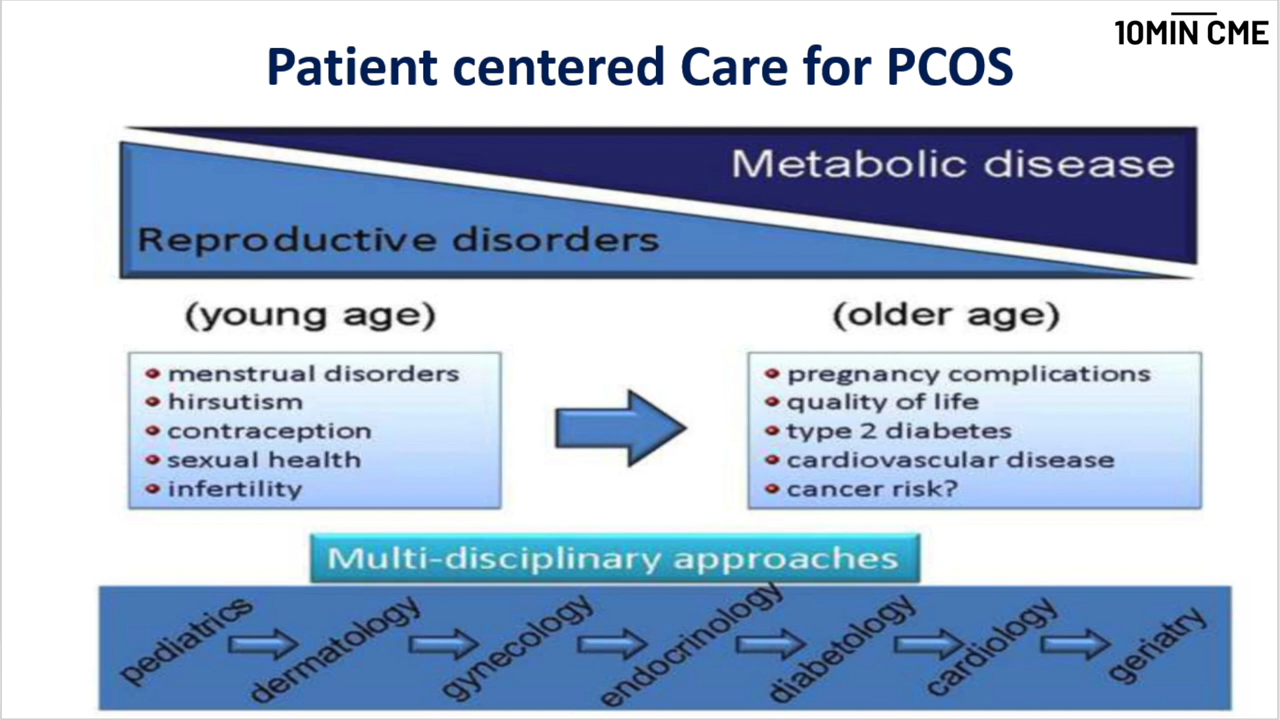 10MIN CME
Patient centered Care for PCOS
Metabolic disease
Reproductive disorders
(young age)
(older age)
menstrual disorders
hirsutism
contraception
sexual health
infertility
pregnancy complications
quality of life
type 2 diabetes
cardiovascular disease
cancer risk?
Multi-disciplinary approaches
pediatrics
dermatology
gynecology
endocrinology
diabetology
cardiology
geriatry